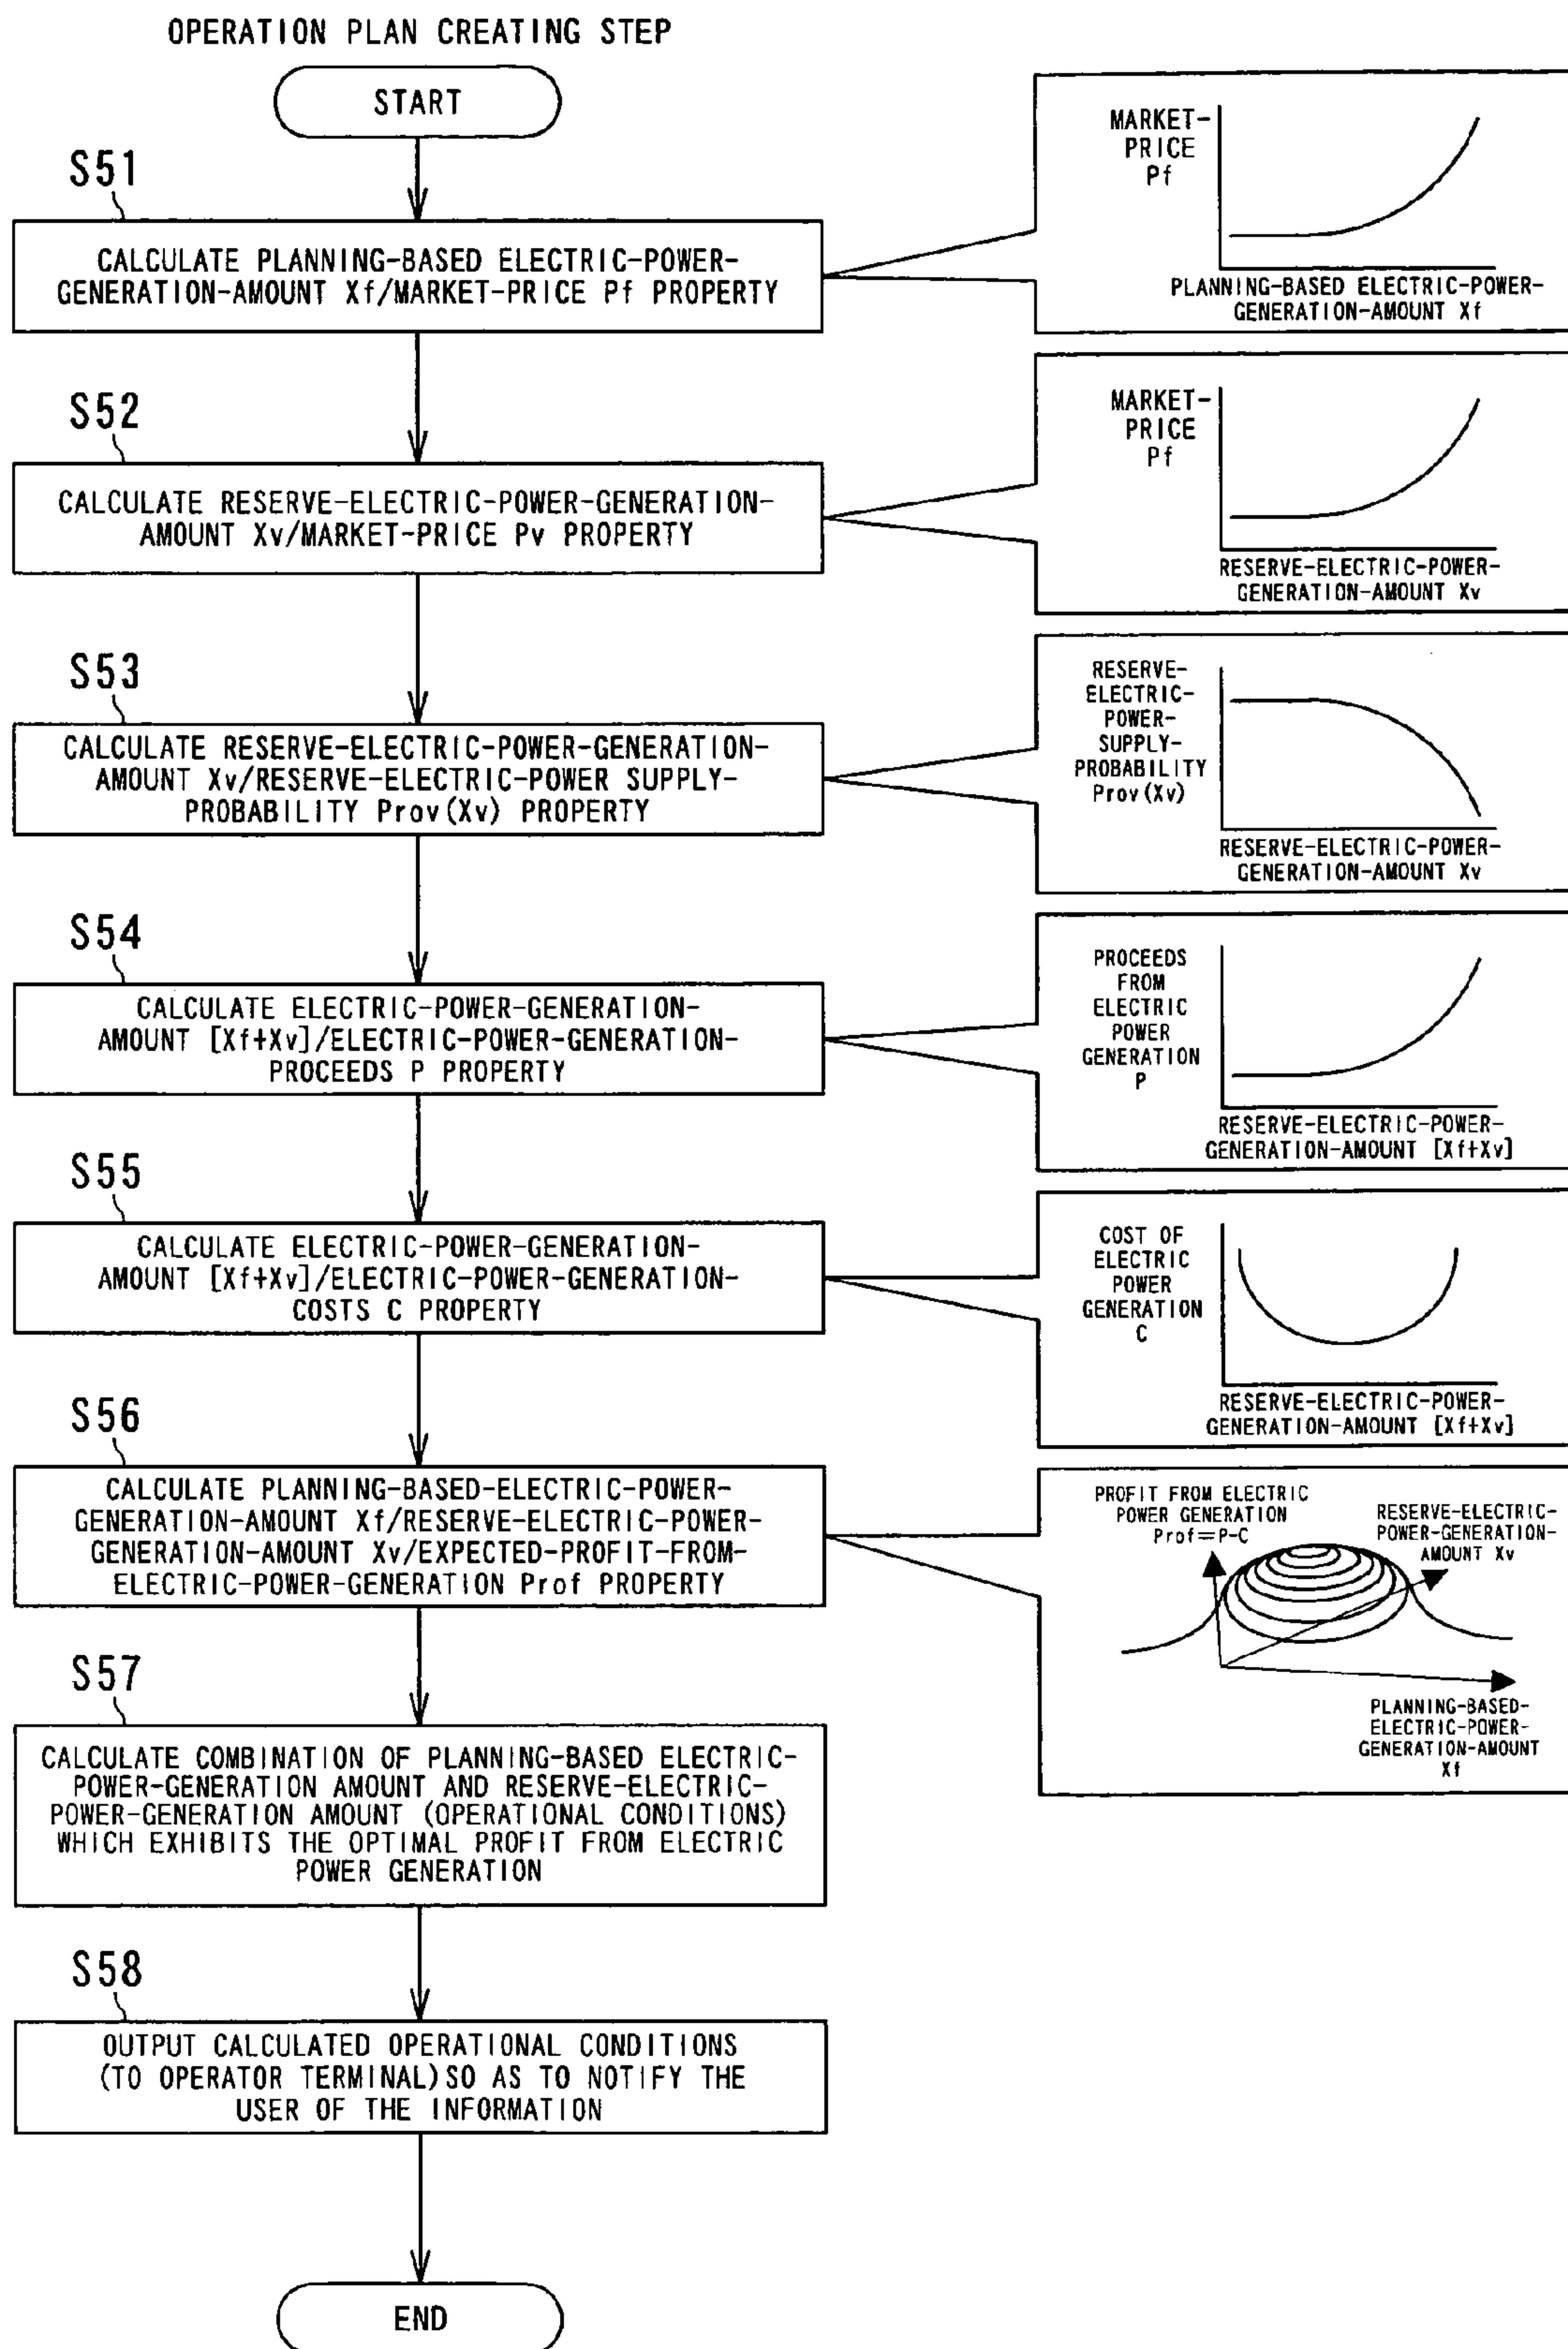 OPERATION PLAN CREATING STEP
START
S51
CALCULATE PLANNING-BASED ELECTRIC-POWER-
GENERATION-AMOUNT Xf/MARKET-PRICE Pf PROPERTY
MARKET-
PRICE
Pf
PLANNING-BASED ELECTRIC-POWER-
GENERATION-AMOUNT Xf
S52
CALCULATE RESERVE-ELECTRIC-POWER-GENERATION-
AMOUNT Xv/MARKET-PRICE Pv PROPERTY
MARKET-
PRICE
Pf
RESERVE-ELECTRIC-POWER-
GENERATION-AMOUNT Xv
S53
CALCULATE RESERVE-ELECTRIC-POWER-GENERATION-
AMOUNT Xv/RESERVE-ELECTRIC-POWER SUPPLY-
PROBABILITY Prov(Xv) PROPERTY
RESERVE-
ELECTRIC-
POWER-
SUPPLY-
PROBABILITY
Prov(Xv)
RESERVE-ELECTRIC-POWER-
GENERATION-AMOUNT Xv
S54
CALCULATE ELECTRIC-POWER-GENERATION-
AMOUNT [Xf+Xv]/ELECTRIC-POWER-GENERATION-
PROCEEDS P PROPERTY
PROCEEDS
FROM
ELECTRIC
POWER
GENERATION
P
RESERVE-ELECTRIC-POWER-
GENERATION-AMOUNT [Xf+Xv]
S55
CALCULATE ELECTRIC-POWER-GENERATION-
AMOUNT [Xf+Xv]/ELECTRIC-POWER-GENERATION-
COSTS C PROPERTY
COST OF
ELECTRIC
POWER
GENERATION
C
RESERVE-ELECTRIC-POWER-
GENERATION-AMOUNT [Xf+Xv]
S56
CALCULATE PLANNING-BASED-ELECTRIC-POWER-
GENERATION-AMOUNT Xf/RESERVE-ELECTRIC-POWER-
GENERATION-AMOUNT Xv/EXPECTED-PROFIT-FROM-
ELECTRIC-POWER-GENERATION Prof PROPERTY
PROFIT FROM ELECTRIC
POWER GENERATION
Prof=P-C
RESERVE-ELECTRIC-
POWER-GENERATION-
AMOUNT Xv
PLANNING-BASED-
ELECTRIC-POWER-
GENERATION-AMOUNT
Xf
S57
CALCULATE COMBINATION OF PLANNING-BASED ELECTRIC-
POWER-GENERATION AMOUNT AND RESERVE-ELECTRIC-
POWER-GENERATION AMOUNT (OPERATIONAL CONDITIONS)
WHICH EXHIBITS THE OPTIMAL PROFIT FROM ELECTRIC
POWER GENERATION
S58
OUTPUT CALCULATED OPERATIONAL CONDITIONS
(TO OPERATOR TERMINAL)SO AS TO NOTIFY THE
USER OF THE INFORMATION
END